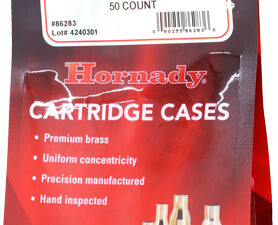 50 COUNT
#86283
Lot# 4240301
0 90255 86283 6
Hornady
CARTRIDGE CASES
• Premium brass
• Uniform concentricity
• Precision manufactured
• Hand inspected